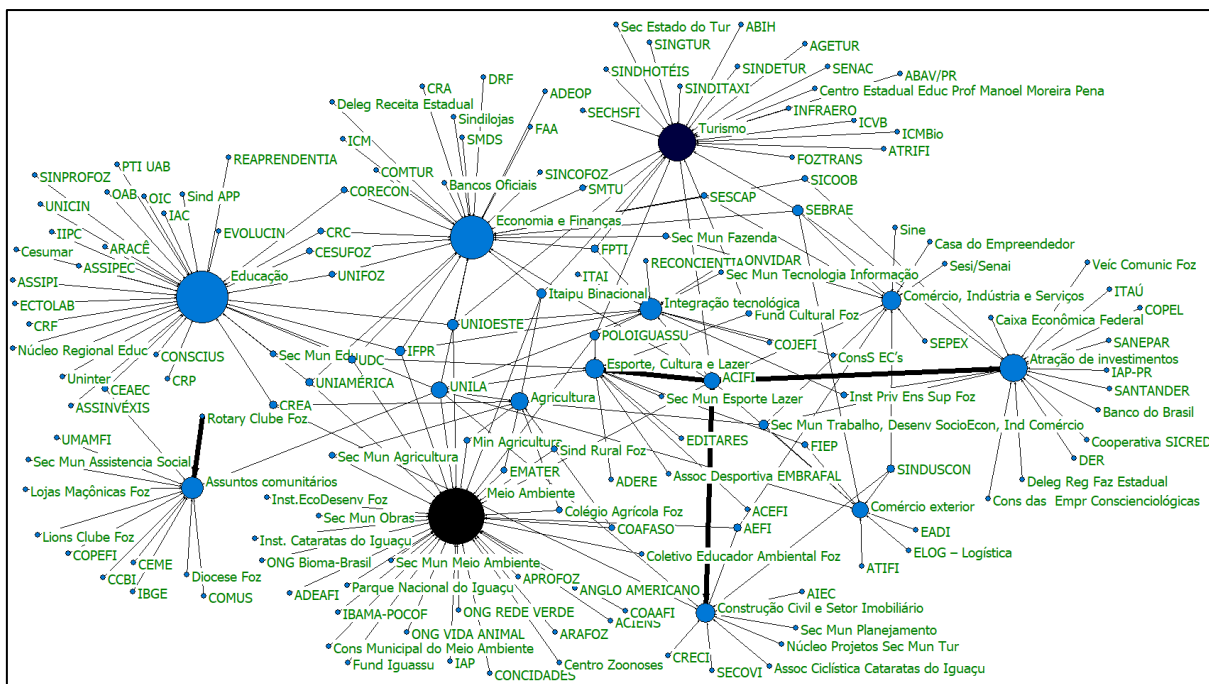 Sec Estado do Tur
ABIH
SINGTUR
AGETUR
SINDHOTÉIS
SINDETUR
SENAC
ABAV/PR
DRF
CRA
ADEOP
SINDITAXI
Centro Estadual Educ Prof Manoel Moreira Pena
Deleg Receita Estadual
Sindilojas
SECHSFI
INFRAERO
ICVB
FAA
Turismo
ICM
SMDS
ICMBio
ATRIFI
REAPRENDENTIA
PTI UAB
COMTUR
SINCOFOZ
FOZTRANS
SINPROFOZ
OAB
OIC
Sind APP
CORECON
Bancos Oficiais
SMTU
SICOOB
SESCAP
UNICIN
IAC
SEBRAE
Economia e Finanças
IIPC
EVOLUCIN
CRC
Sec Mun Fazenda
Sine
Casa do Empreendedor
Cesumar
ARACÊ
CESUFOZ
FPTI
ASSIPEC
RECONCIENTIA
ONVIDAR
Sesi/Senai
Veíc Comunic Foz
ASSIPI
Educação
UNIFOZ
ITAI
Sec Mun Tecnologia Informação
ITAÚ
Itaipu Binacional
Integração tecnológica
Comércio, Indústria e Serviços
COPEL
ECTOLAB
Fund Cultural Foz
Caixa Econômica Federal
CRF
UNIOESTE
POLOIGUASSU
COJEFI
SEPEX
SANEPAR
Núcleo Regional Educ
CONSCIUS
Sec Mun Edu
UDC
IFPR
Esporte, Cultura e Lazer
ConsS EC's
Atração de investimentos
IAP-PR
Uninter
CRP
UNIAMÉRICA
ACIFI
SANTANDER
CEAEC
UNILA
Agricultura
Sec Mun Esporte Lazer
Inst Priv Ens Sup Foz
ASSINVÉXIS
CREA
Banco do Brasil
Rotary Clube Foz
Sec Mun Trabalho, Desenv SocioEcon, Ind Comércio
UMAMFI
Min Agricultura
Sind Rural Foz
EDITARES
FIEP
Cooperativa SICRED
Sec Mun Assistencia Social
Sec Mun Agricultura
DER
Assuntos comunitários
EMATER
ADERE
Assoc Desportiva EMBRAFAL
SINDUSCON
Deleg Reg Faz Estadual
Lojas Maçônicas Foz
Inst.EcoDesenv Foz
Meio Ambiente
Cons das Empr Conscienciológicas
Sec Mun Obras
Colégio Agrícola Foz
ACEFI
Comércio exterior
Lions Clube Foz
COAFASO
AEFI
EADI
COPEFI
Inst. Cataratas do Iguaçu
Coletivo Educador Ambiental Foz
ELOG – Logística
CEME
ONG Bioma-Brasil
Sec Mun Meio Ambiente
ATIFI
CCBI
Diocese Foz
APROFOZ
ANGLO AMERICANO
IBGE
COMUS
ADEAFI
Parque Nacional do Iguaçu
AIEC
IBAMA-POCOF
ONG REDE VERDE
COAAFI
Construção Civil e Setor Imobiliário
ACIENS
ONG VIDA ANIMAL
ARAFOZ
Sec Mun Planejamento
Cons Municipal do Meio Ambiente
CRECI
Núcleo Projetos Sec Mun Tur
Fund Iguassu
IAP
Centro Zoonoses
SECOVI
Assoc Ciclística Cataratas do Iguaçu
CONCIDADES